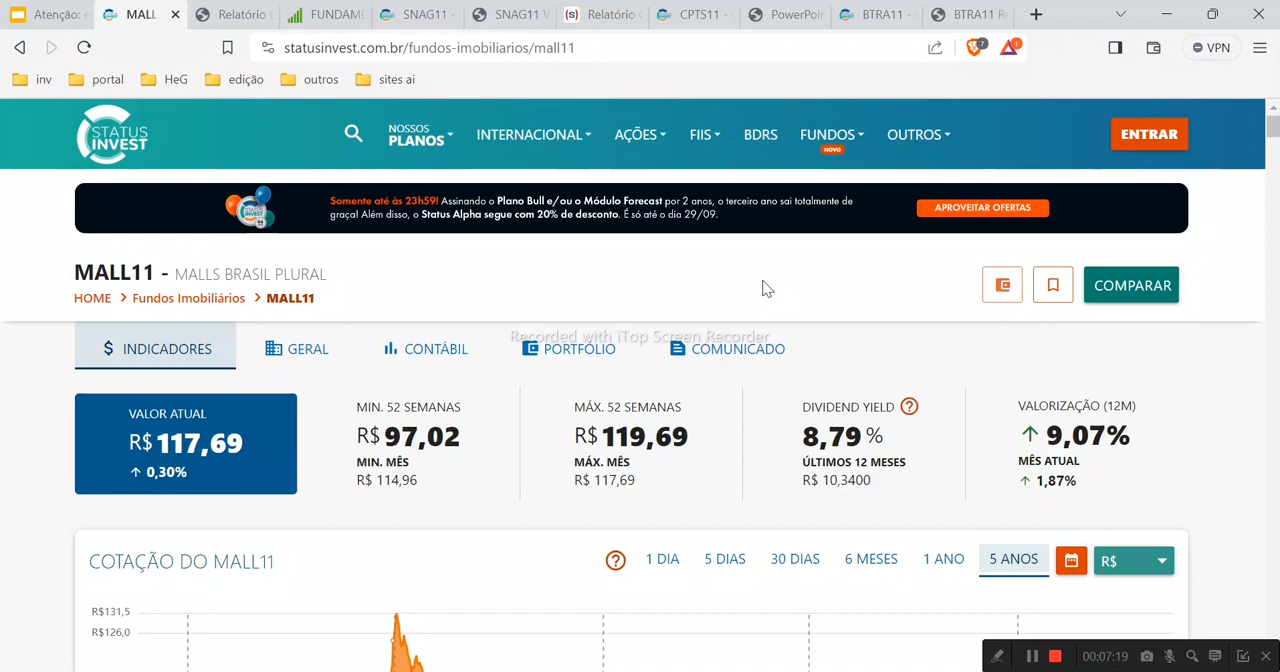 Atenção: e
MALL
Relatório G
FUNDAME
SNAG11 -
SNAG11 V
Relatório G
CPTS11 - C
PowerPoin
BTRA11 - 
BTRA11 R
statusinvest.com.br/fundos-imobiliarios/mall11
7
1
VPN
inv
portal
HeG
edição
outros
sites ai
STATUS
INVEST
NOSSOS
PLANOS
INTERNACIONAL
AÇÕES
FIIS
BDRS
FUNDOS
NOVO
OUTROS
ENTRAR
Somente até às 23h59! Assinando o Plano Bull e/ou o Módulo Forecast por 2 anos, o terceiro ano sai totalmente de
graça! Além disso, o Status Alpha segue com 20% de desconto. É só até o dia 29/09.
APROVEITAR OFERTAS
MALL11 - MALLS BRASIL PLURAL
HOME > Fundos Imobiliários > MALL11
COMPARAR
Recorded with iTop Screen Recorder
INDICADORES
GERAL
CONTÁBIL
PORTFÓLIO
COMUNICADO
VALOR ATUAL
R$ 117,69
0,30%
MIN. 52 SEMANAS
R$ 97,02
MIN. MÊS
R$ 114,96
MÁX. 52 SEMANAS
R$ 119,69
MÁX. MÊS
R$ 117,69
DIVIDEND YIELD ?
8,79 %
ÚLTIMOS 12 MESES
R$ 10,3400
VALORIZAÇÃO (12M)
9,07%
MÊS ATUAL
1,87%
COTAÇÃO DO MALL11
?
1 DIA
5 DIAS
30 DIAS
6 MESES
1 ANO
5 ANOS
R$
R$131,5
R$126,0
00:07:19